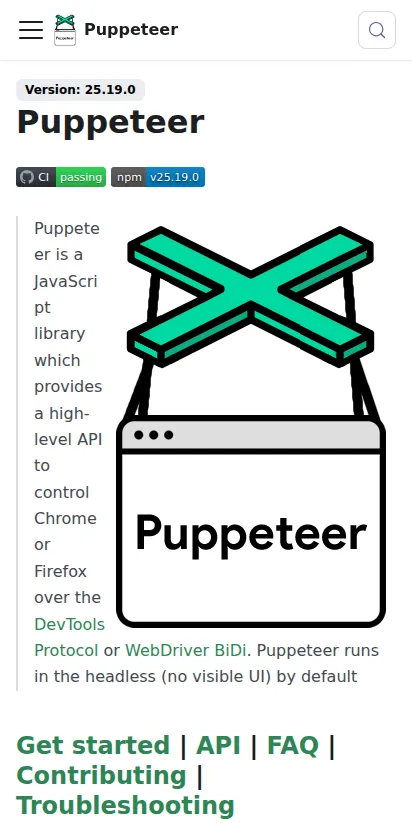 Puppeteer
Version: 25.19.0
Puppeteer
CI passing npm v25.19.0
Puppete
er is a
JavaScri
pt
library
which
provides
a high-
level API
to
control
Chrome
or
Firefox
over the
DevTools
Protocol or WebDriver BiDi. Puppeteer runs
in the headless (no visible UI) by default
Puppeteer
Get started | API | FAQ |
Contributing |
Troubleshooting